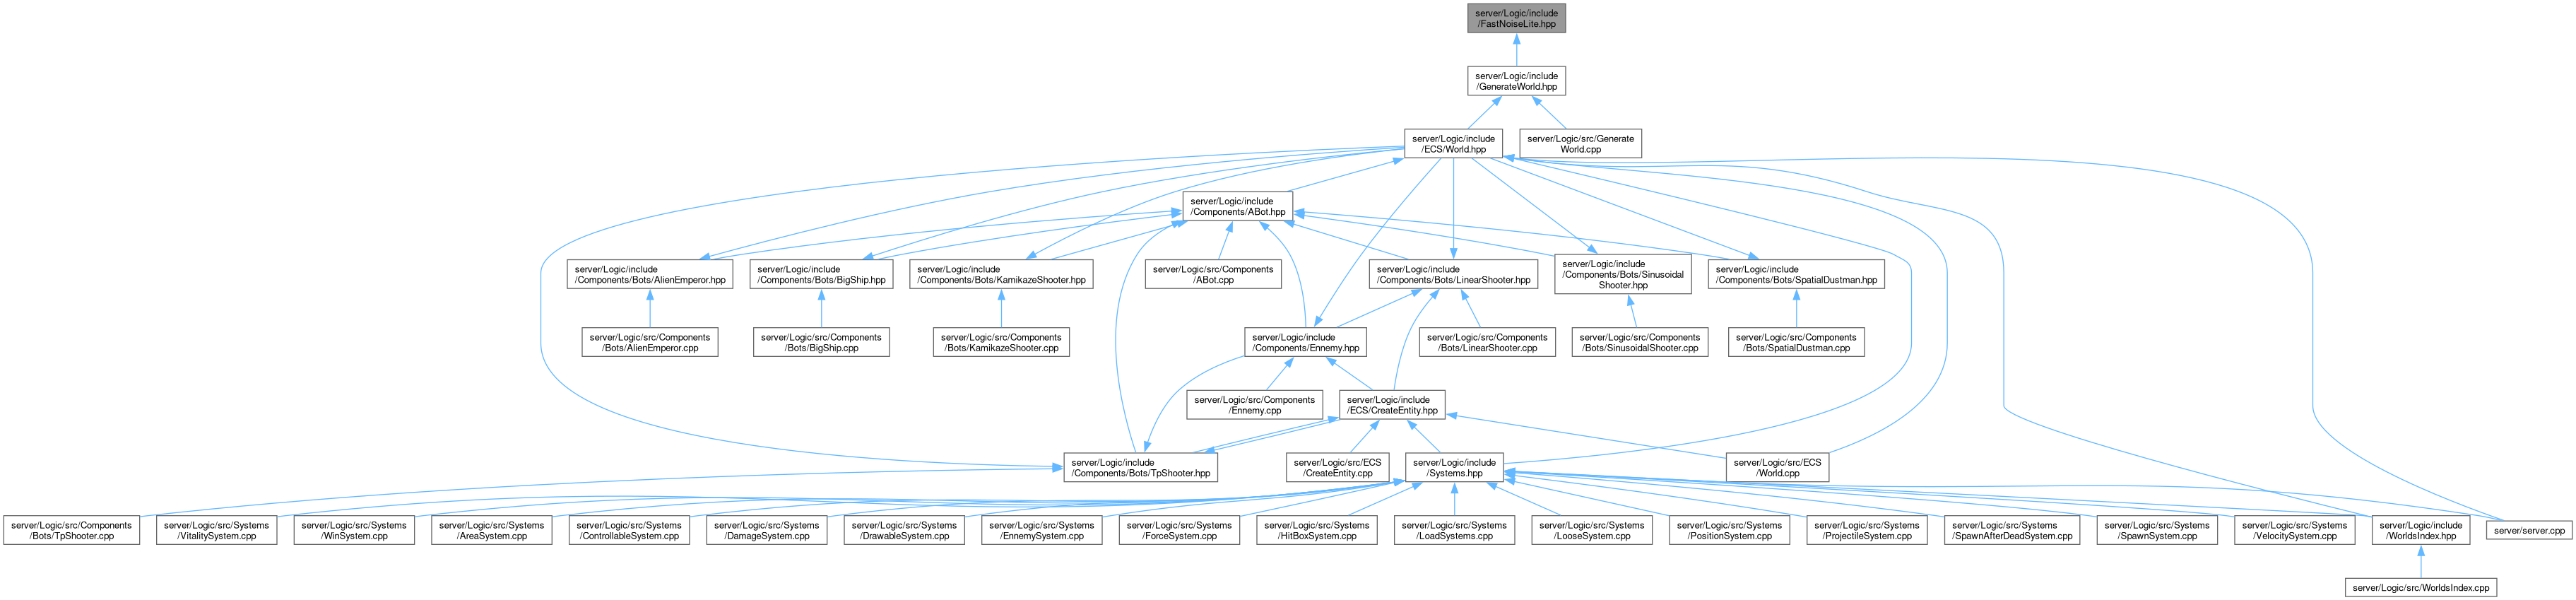 server/Logic/include
/FastNoiseLite.hpp
server/Logic/include
/GenerateWorld.hpp
server/Logic/include
/ECS/World.hpp
server/Logic/src/Generate
World.cpp
server/Logic/include
/Components/ABot.hpp
server/Logic/include
/Components/Bots/AlienEmperor.hpp
server/Logic/include
/Components/Bots/BigShip.hpp
server/Logic/include
/Components/Bots/KamikazeShooter.hpp
server/Logic/src/Components
/ABot.cpp
server/Logic/include
/Components/Bots/LinearShooter.hpp
server/Logic/include
/Components/Bots/Sinusoidal
Shooter.hpp
server/Logic/include
/Components/Bots/SpatialDustman.hpp
server/Logic/src/Components
/Bots/AlienEmperor.cpp
server/Logic/src/Components
/Bots/BigShip.cpp
server/Logic/src/Components
/Bots/KamikazeShooter.cpp
server/Logic/include
/Components/Ennemy.hpp
server/Logic/src/Components
/Bots/LinearShooter.cpp
server/Logic/src/Components
/Bots/SinusoidalShooter.cpp
server/Logic/src/Components
/Bots/SpatialDustman.cpp
server/Logic/src/Components
/Ennemy.cpp
server/Logic/include
/ECS/CreateEntity.hpp
server/Logic/include
/Components/Bots/TpShooter.hpp
server/Logic/src/ECS
/CreateEntity.cpp
server/Logic/include
/Systems.hpp
server/Logic/src/ECS
/World.cpp
server/Logic/src/Components
/Bots/TpShooter.cpp
server/Logic/src/Systems
/VitalitySystem.cpp
server/Logic/src/Systems
/WinSystem.cpp
server/Logic/src/Systems
/AreaSystem.cpp
server/Logic/src/Systems
/ControllableSystem.cpp
server/Logic/src/Systems
/DamageSystem.cpp
server/Logic/src/Systems
/DrawableSystem.cpp
server/Logic/src/Systems
/EnnemySystem.cpp
server/Logic/src/Systems
/ForceSystem.cpp
server/Logic/src/Systems
/HitBoxSystem.cpp
server/Logic/src/Systems
/LoadSystems.cpp
server/Logic/src/Systems
/LooseSystem.cpp
server/Logic/src/Systems
/PositionSystem.cpp
server/Logic/src/Systems
/ProjectileSystem.cpp
server/Logic/src/Systems
/SpawnAfterDeadSystem.cpp
server/Logic/src/Systems
/SpawnSystem.cpp
server/Logic/src/Systems
/VelocitySystem.cpp
server/Logic/include
/WorldsIndex.hpp
server/server.cpp
server/Logic/src/WorldsIndex.cpp